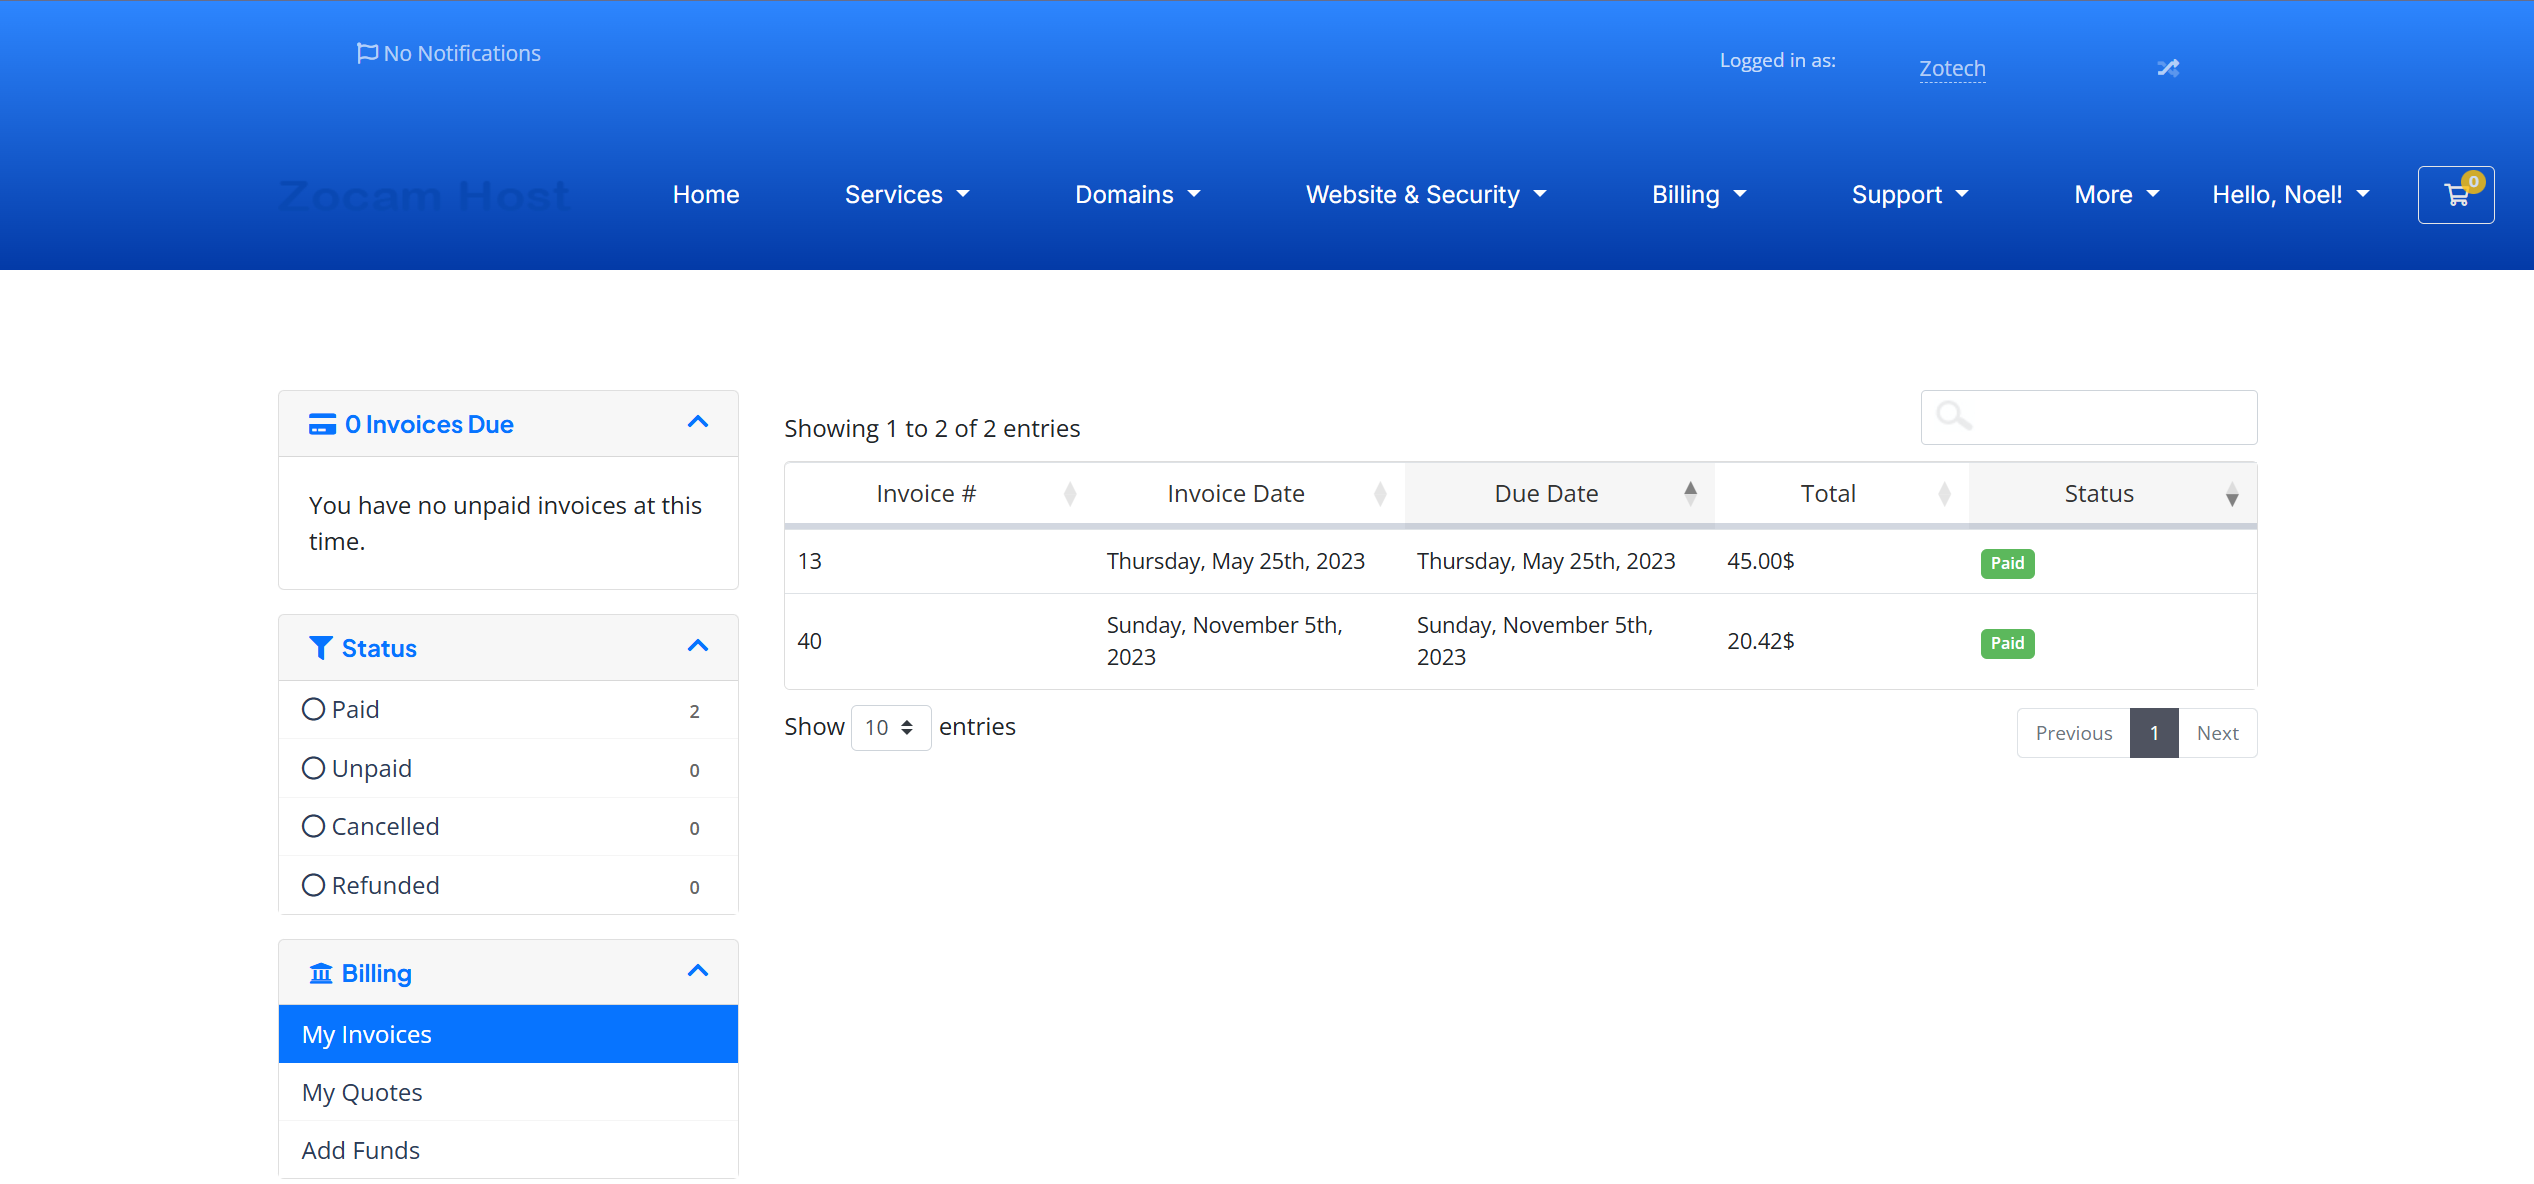 No Notifications
Logged in as:
Zotech
Zocam Host
Home
Services
Domains
Website & Security
Billing
Support
More
Hello, Noel!
0
0 Invoices Due
You have no unpaid invoices at this
time.
Status
Paid 2
Unpaid 0
Cancelled 0
Refunded 0
Billing
My Invoices
My Quotes
Add Funds
Showing 1 to 2 of 2 entries
Invoice # Invoice Date Due Date Total Status
13 Thursday, May 25th, 2023 Thursday, May 25th, 2023 45.00$ Paid
40 Sunday, November 5th, 2023 Sunday, November 5th, 2023 20.42$ Paid
Show 10 entries
Previous 1 Next